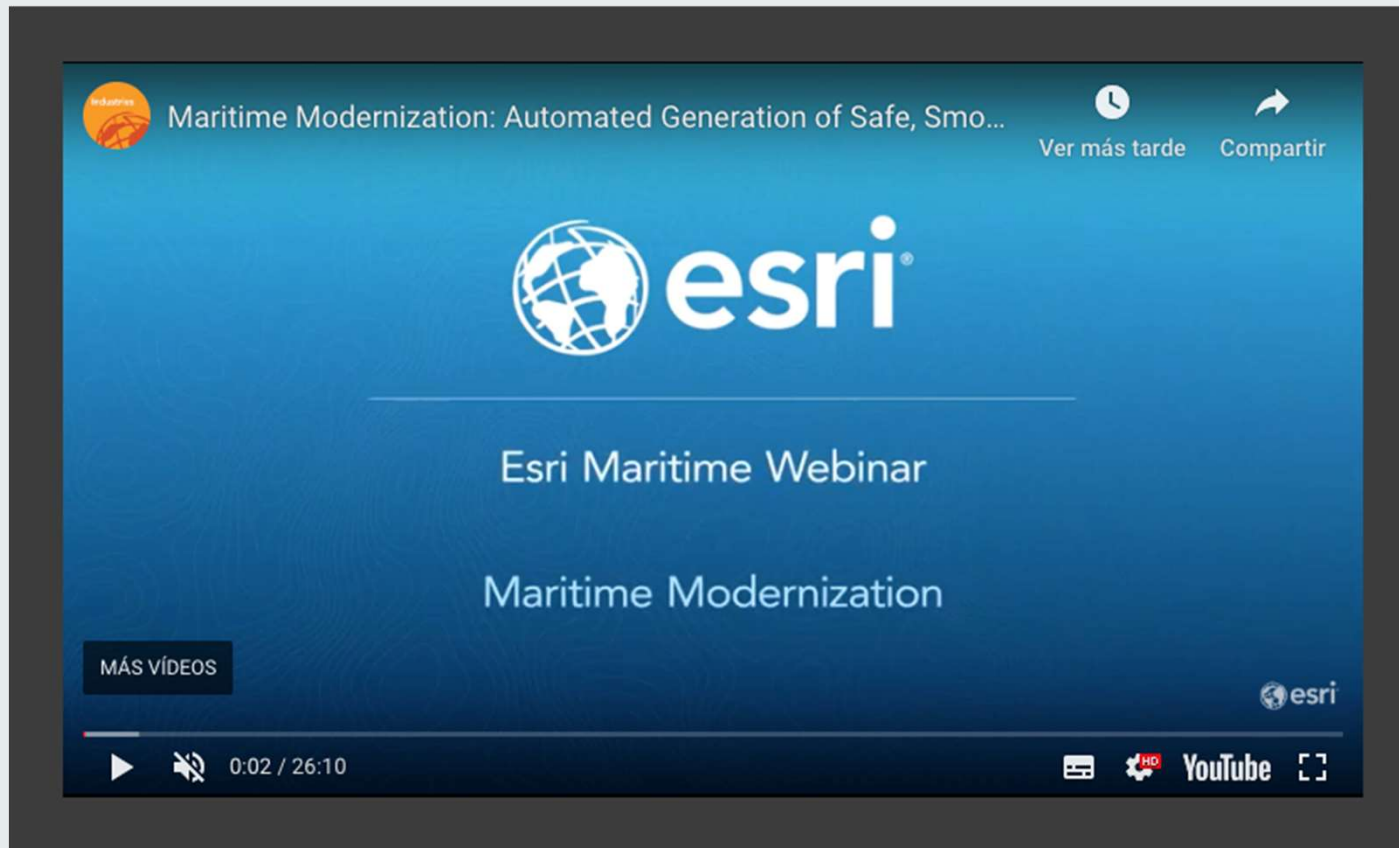 industries
Maritime Modernization: Automated Generation of Safe, Smo...
Ver más tarde
Compartir
esri®
Esri Maritime Webinar
Maritime Modernization
MÁS VÍDEOS
esri
0:02 / 26:10
HD
YouTube